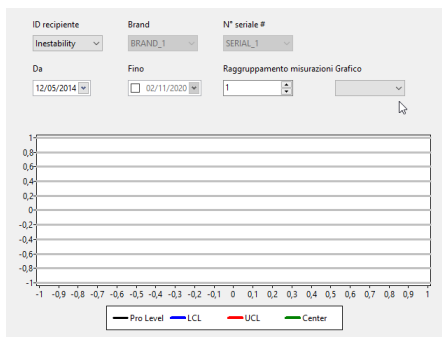 ID recipiente Brand N° seriale #
Inestability BRAND_1 SERIAL_1
Da Fino Raggruppamento misurazioni Grafico
12/05/2014 02/11/2020 1
1
0,8
0,6
0,4
0,2
0
-0,2
-0,4
-0,6
-0,8
-1
-1 -0,9 -0,8 -0,7 -0,6 -0,5 -0,4 -0,3 -0,2 -0,1 0 0,1 0,2 0,3 0,4 0,5 0,6 0,7 0,8 0,9 1
Pro Level LCL UCL Center